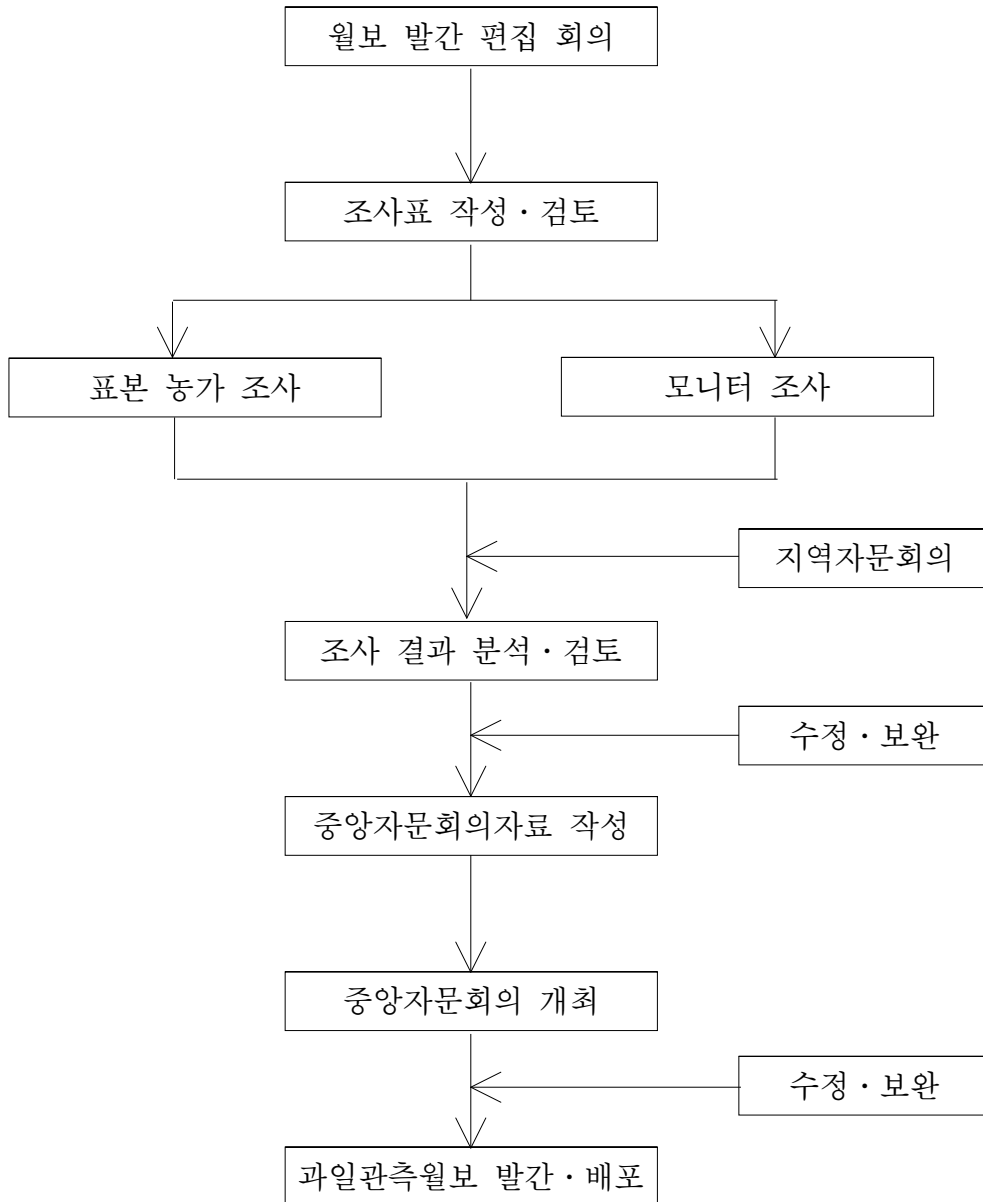 월보 발간 편집 회의
조사표 작성·검토
표본 농가 조사
모니터 조사
지역자문회의
조사 결과 분석·검토
수정·보완
중앙자문회의자료 작성
중앙자문회의 개최
수정·보완
과일관측월보 발간·배포